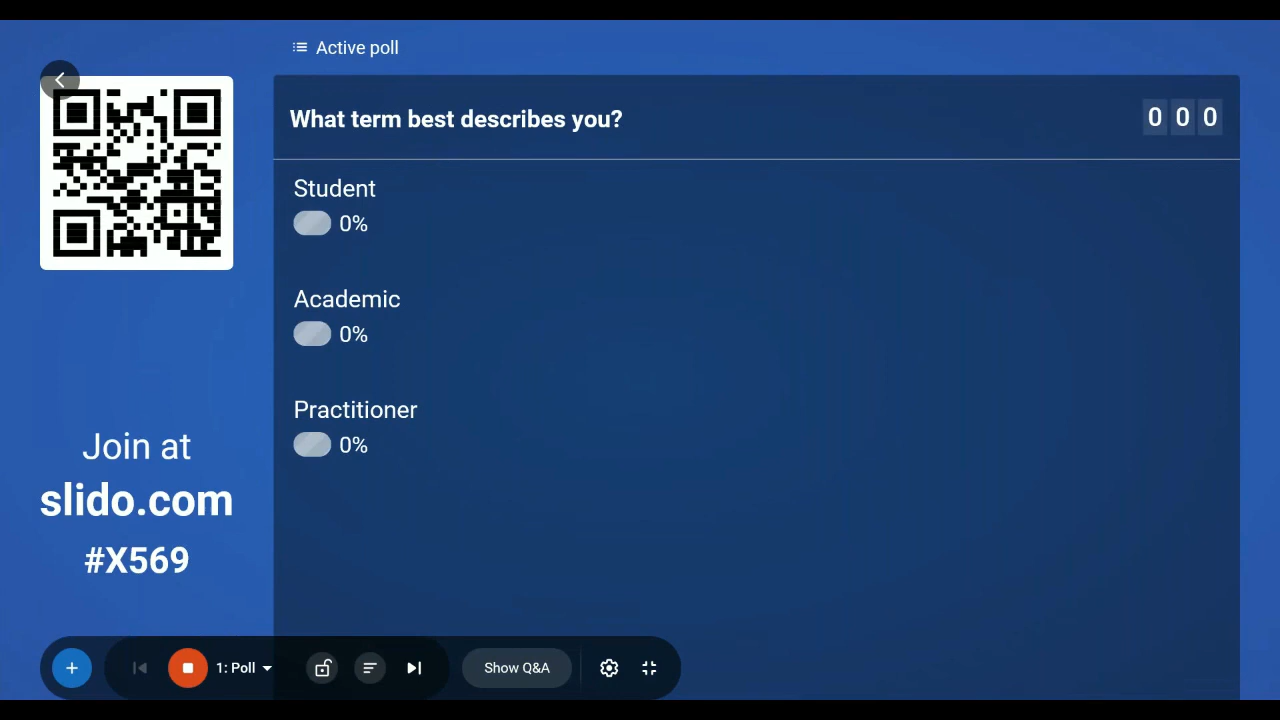 Active poll
What term best describes you?
0 0 0
Student
0%
Academic
0%
Practitioner
0%
Join at
slido.com
#X569
1: Poll
Show Q&A